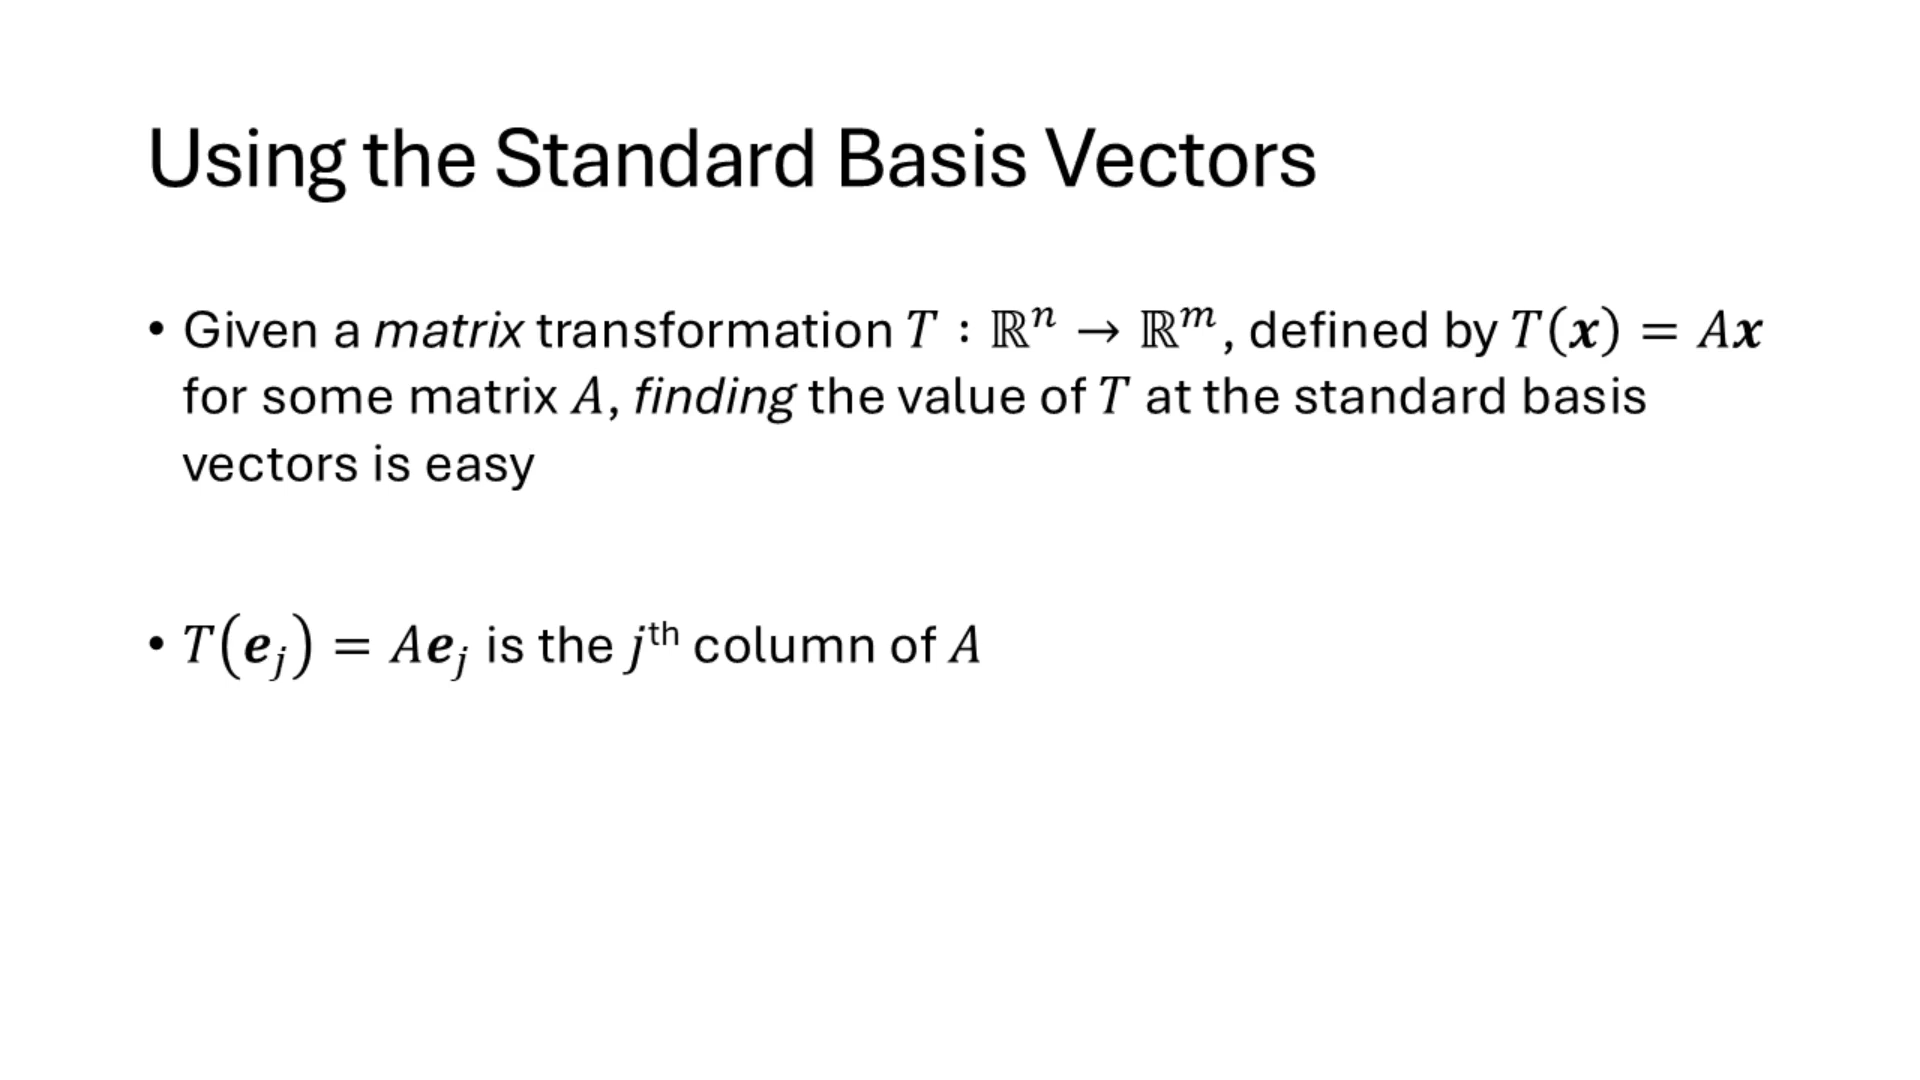 Using the Standard Basis Vectors
• Given a matrix transformation 𝑇 : ℝⁿ → ℝᵐ, defined by 𝑇(𝒙) = 𝐴𝒙
for some matrix 𝐴, finding the value of 𝑇 at the standard basis
vectors is easy
• 𝑇(𝒆ⱼ) = 𝐴𝒆ⱼ is the 𝑗ᵗʰ column of 𝐴